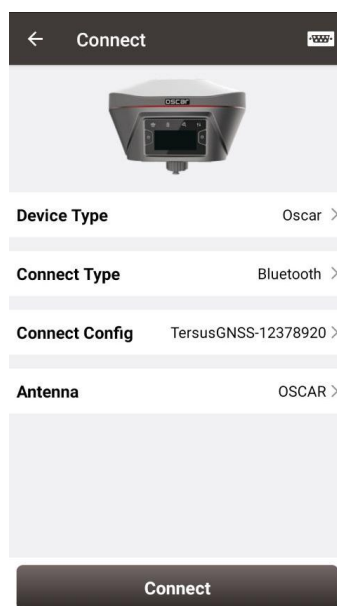 Connect
OSCAR
Device Type Oscar
Connect Type Bluetooth
Connect Config TersusGNSS-12378920
Antenna OSCAR
Connect